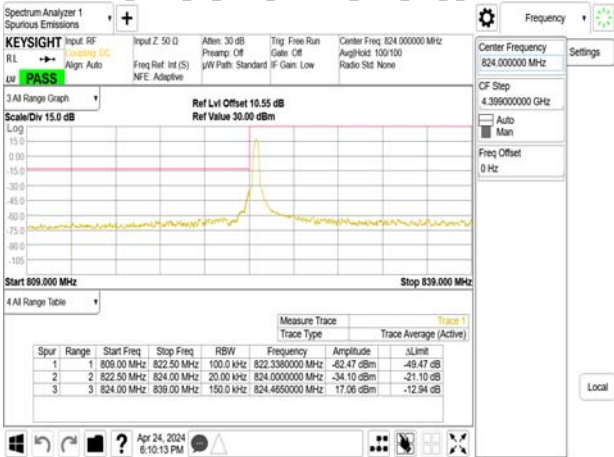 Spectrum Analyzer 1
Spurious Emissions
+
Frequency
KEYSIGHT
RL
PASS
Input: RF
Coupling: DC
Align: Auto
Input Z: 50 Ω
Freq Ref: Int (S)
NFE: Adaptive
Atten: 30 dB
Preamp: Off
µW Path: Standard
Trig: Free Run
Gate: Off
IF Gain: Low
Center Freq: 824.000000 MHz
Avg|Hold: 100/100
Radio Std: None
Center Frequency
824.000000 MHz
Settings
CF Step
4.399000000 GHz
Auto
Man
Freq Offset
0 Hz
Local
3 All Range Graph
Scale/Div 15.0 dB
Ref Lvl Offset 10.55 dB
Ref Value 30.00 dBm
Log
15.0
0.00
-15.0
-30.0
-45.0
-60.0
-75.0
-90.0
-105
Start 809.000 MHz
Stop 839.000 MHz
4 All Range Table
Measure Trace Trace 1
Trace Type Trace Average (Active)
Spur Range Start Freq Stop Freq RBW Frequency Amplitude ΔLimit
1 1 809.00 MHz 822.50 MHz 100.0 kHz 822.3380000 MHz -62.47 dBm -49.47 dB
2 2 822.50 MHz 824.00 MHz 20.00 kHz 824.0000000 MHz -34.10 dBm -21.10 dB
3 3 824.00 MHz 839.00 MHz 150.0 kHz 824.4650000 MHz 17.06 dBm -12.94 dB
?
Apr 24, 2024
6:10:13 PM